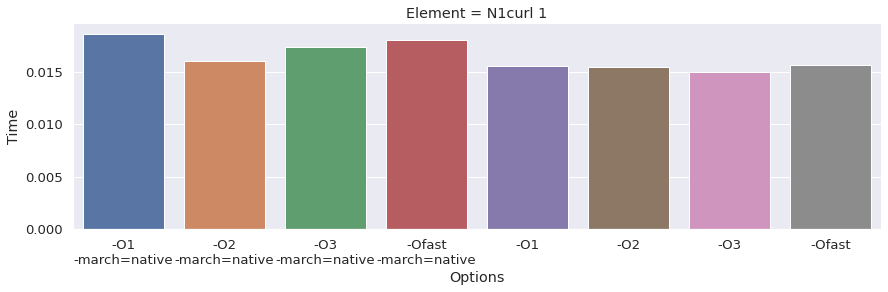 Element = N1curl 1
Time
0.015
0.010
0.005
0.000
-O1 -O2 -O3 -Ofast -O1 -O2 -O3 -Ofast
-march=native -march=native -march=native -march=native
Options